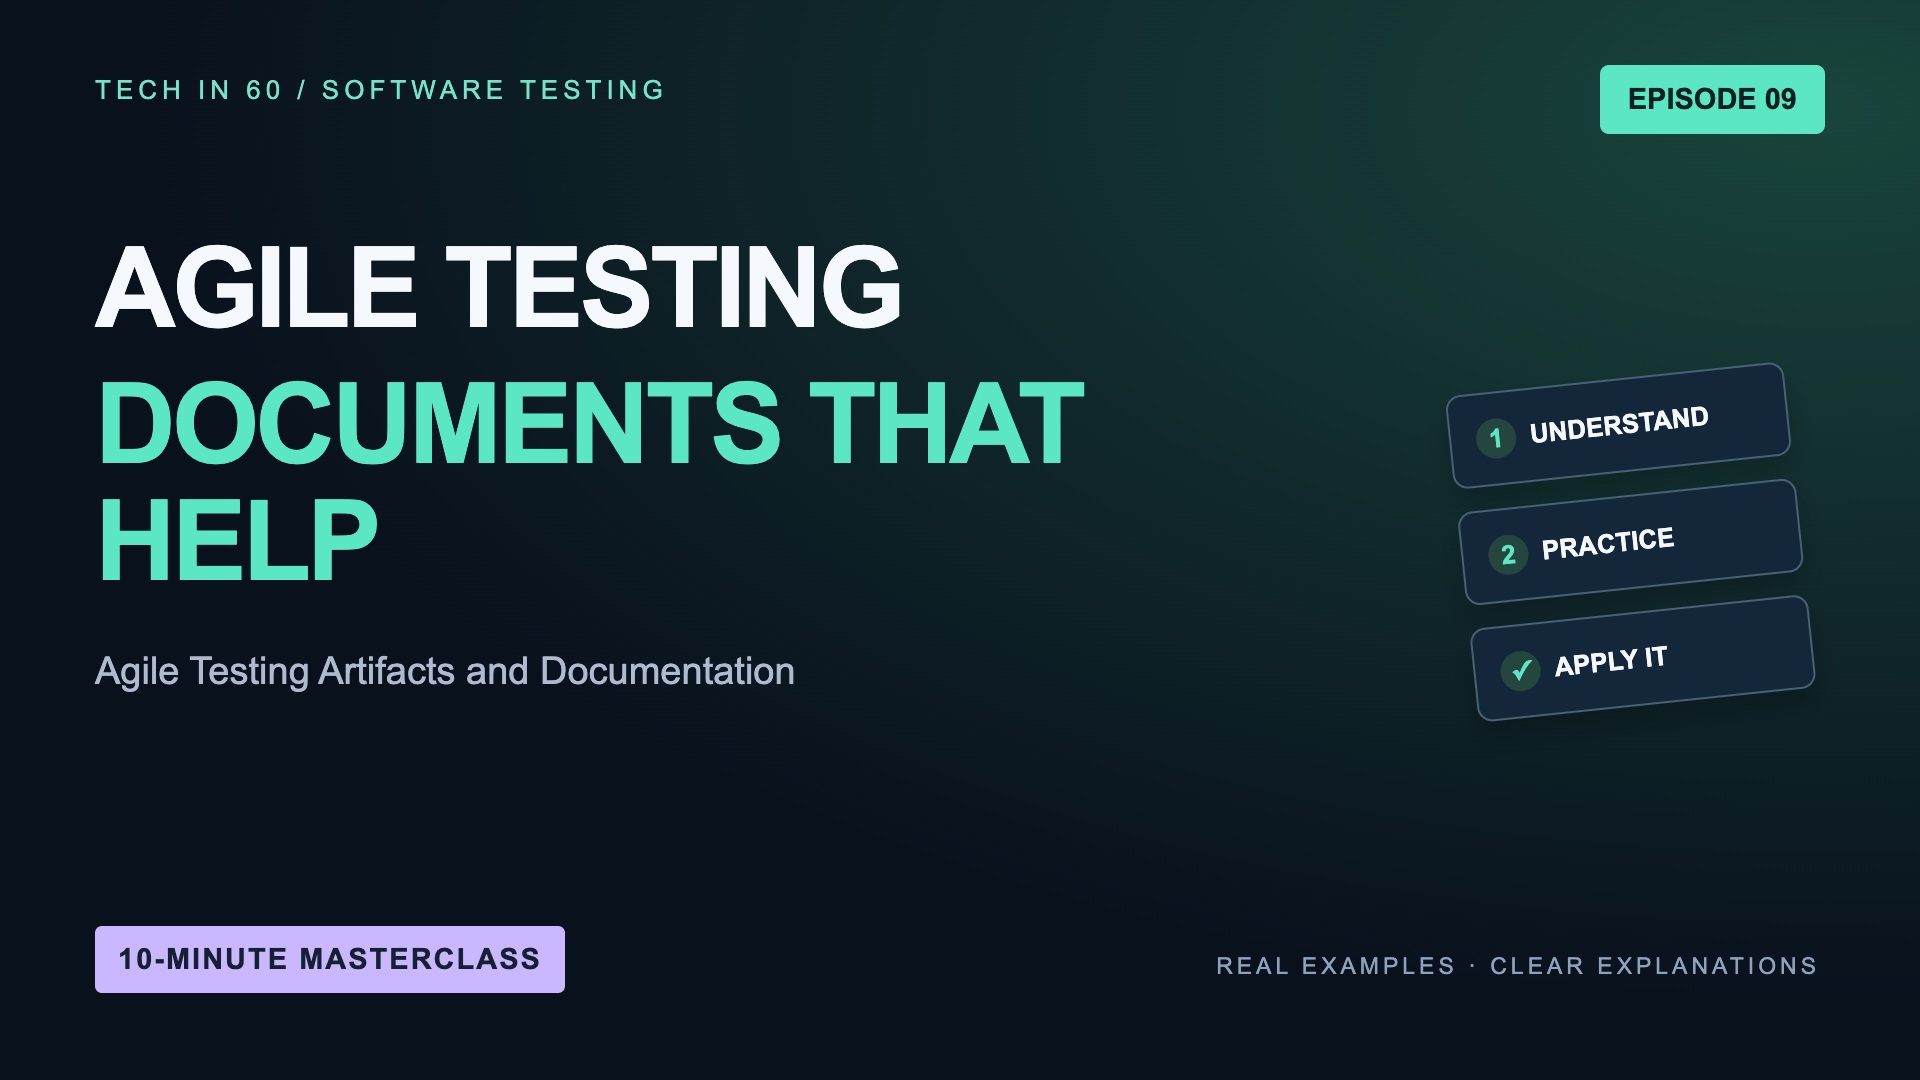 TECH IN 60 / SOFTWARE TESTING
EPISODE 09
AGILE TESTING
DOCUMENTS THAT
HELP
Agile Testing Artifacts and Documentation
1 UNDERSTAND
2 PRACTICE
✓ APPLY IT
10-MINUTE MASTERCLASS
REAL EXAMPLES · CLEAR EXPLANATIONS